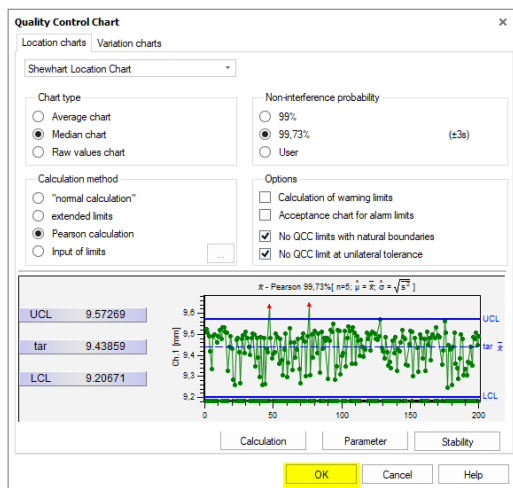 Quality Control Chart
Location charts Variation charts
Shewhart Location Chart
Chart type
Average chart
Median chart
Raw values chart
Non-interference probability
99%
99,73% (±3s)
User
Calculation method
"normal calculation"
extended limits
Pearson calculation
Input of limits ...
Options
Calculation of warning limits
Acceptance chart for alarm limits
No QCC limits with natural boundaries
No QCC limit at unilateral tolerance
UCL 9.57269
tar 9.43859
LCL 9.20671
x̃ - Pearson 99,73%[ n=5; μ̂ = x̿; σ̂ = √s̅² ]
Ch.1 [mm]
9,6
9,5
9,4
9,3
9,2
UCL
tar x̿
LCL
0 50 100 150 200
Calculation Parameter Stability
OK Cancel Help